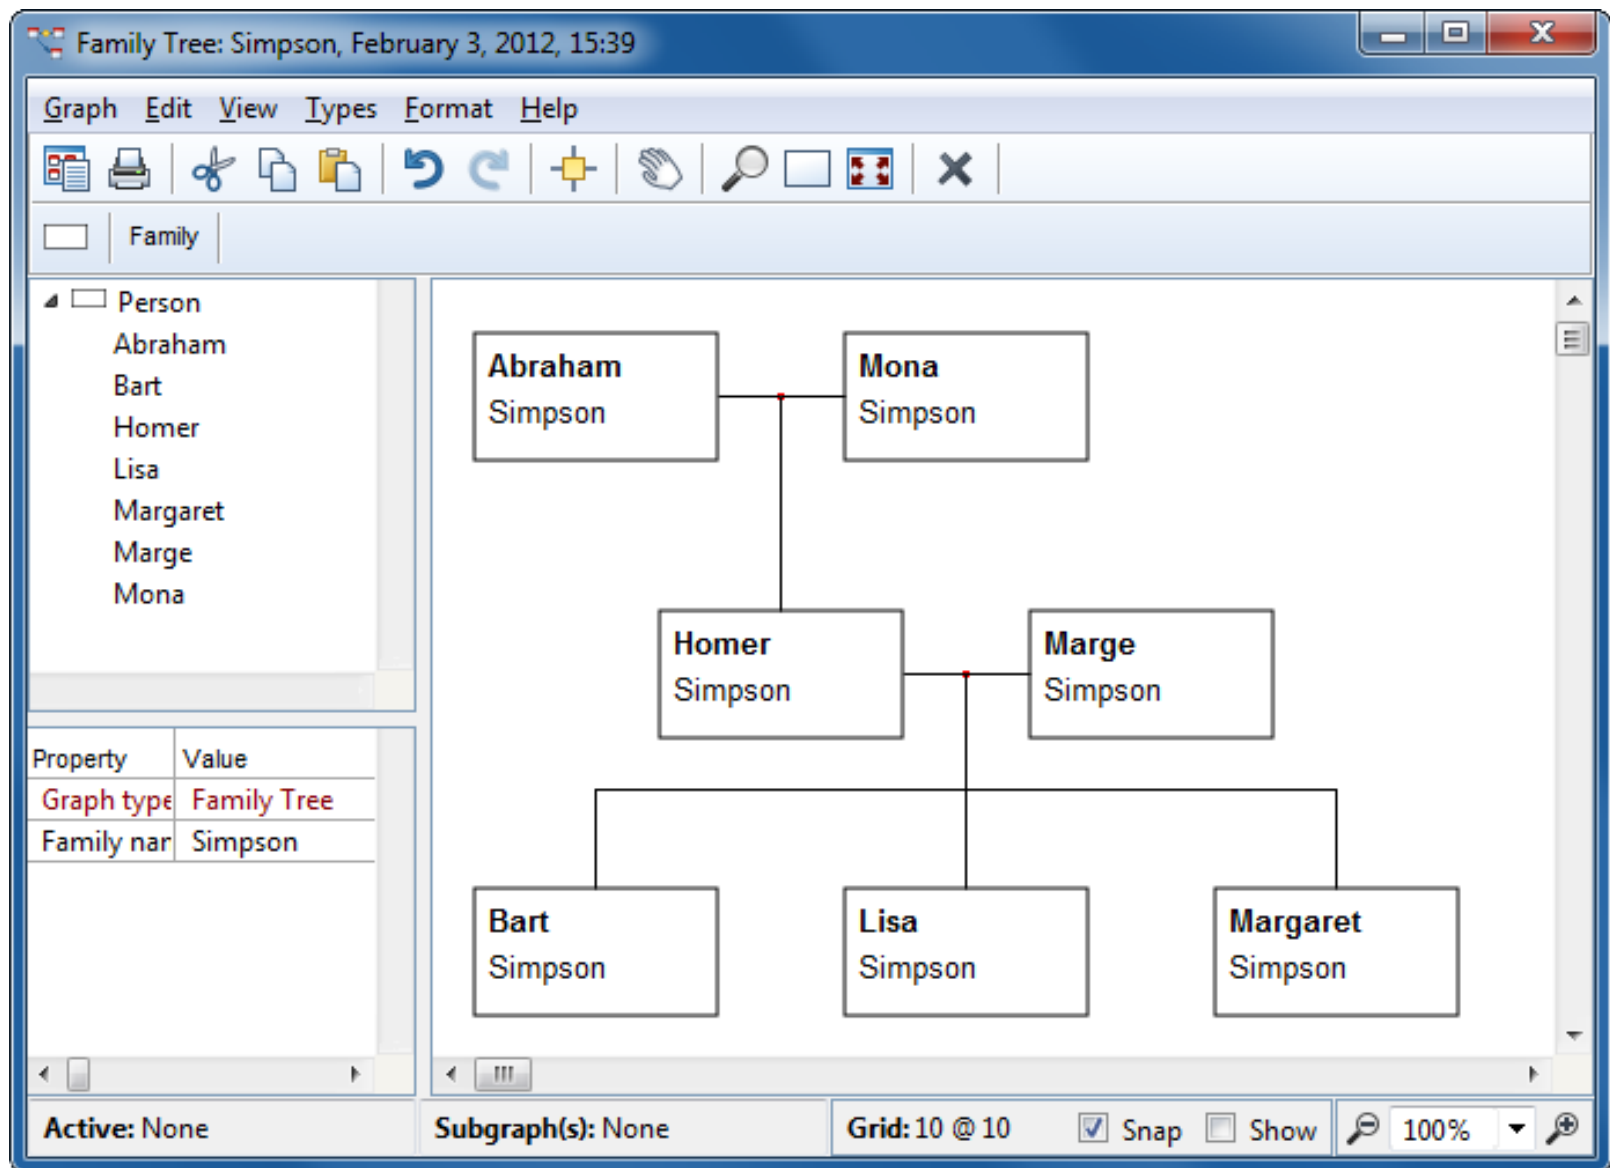 Family Tree: Simpson, February 3, 2012, 15:39
Graph Edit View Types Format Help
Family
Person
Abraham
Bart
Homer
Lisa
Margaret
Marge
Mona
Property Value
Graph type Family Tree
Family nar Simpson
Abraham
Simpson
Mona
Simpson
Homer
Simpson
Marge
Simpson
Bart
Simpson
Lisa
Simpson
Margaret
Simpson
Active: None Subgraph(s): None Grid: 10 @ 10 Snap Show 100%